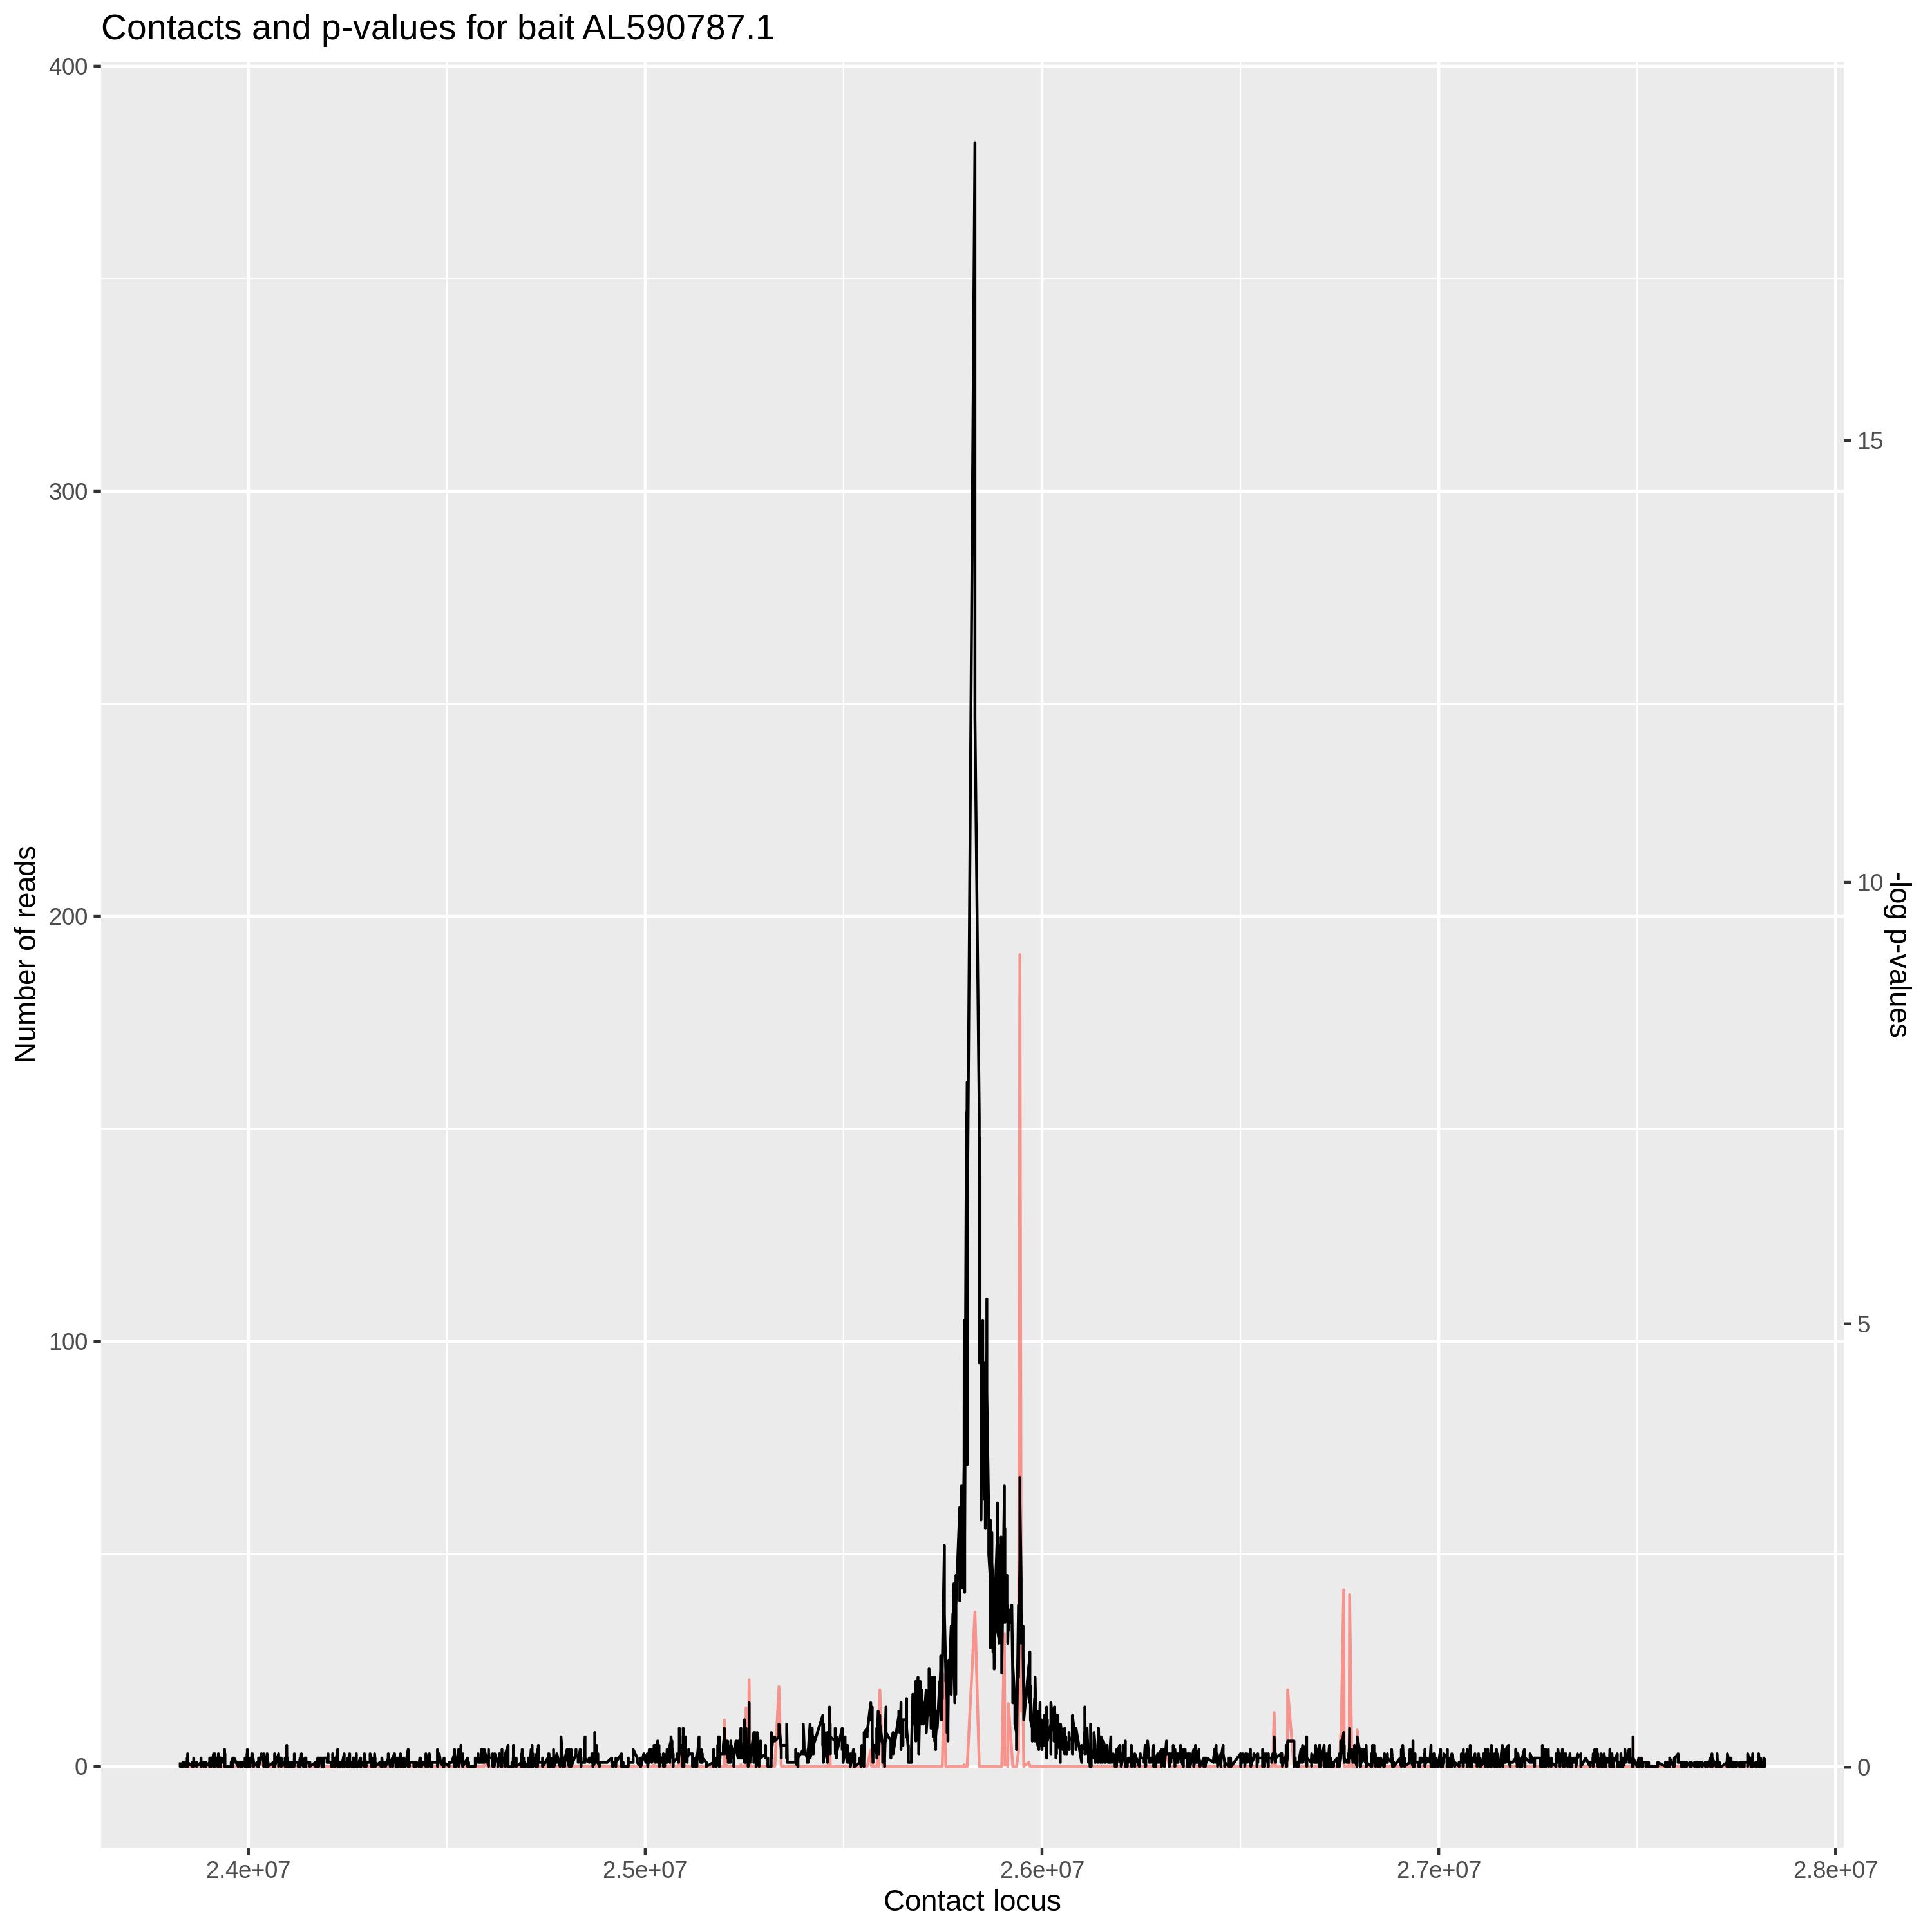 Contacts and p-values for bait AL590787.1
400
300
200
100
0
Number of reads
15
10
5
0
-log p-values
2.4e+07
2.5e+07
2.6e+07
2.7e+07
2.8e+07
Contact locus